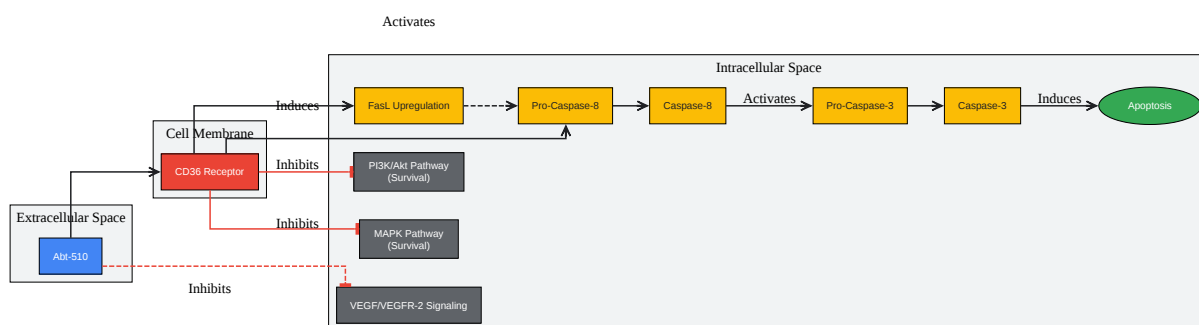 Activates
Intracellular Space
Induces
FasL Upregulation
Pro-Caspase-8
Caspase-8
Activates
Pro-Caspase-3
Caspase-3
Induces
Apoptosis
Cell Membrane
CD36 Receptor
Inhibits
PI3K/Akt Pathway
(Survival)
Extracellular Space
Abt-510
Inhibits
MAPK Pathway
(Survival)
Inhibits
VEGF/VEGFR-2 Signaling